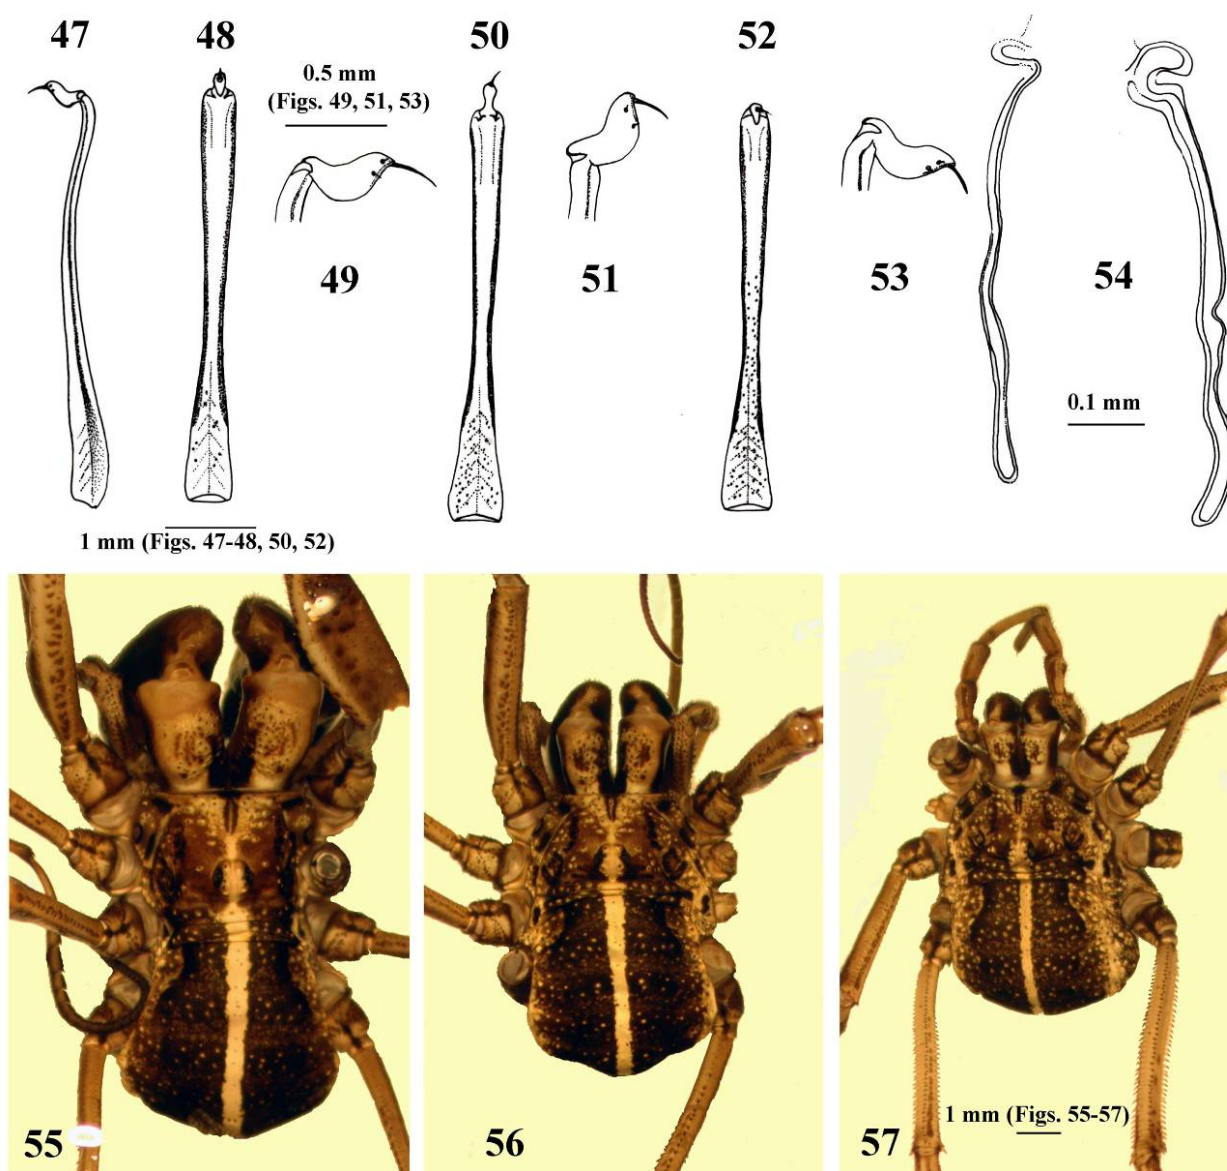 47 48 50 52
0.5 mm
(Figs. 49, 51, 53)
49 51 53 54
0.1 mm
1 mm (Figs. 47-48, 50, 52)
55 56 57
1 mm (Figs. 55-57)